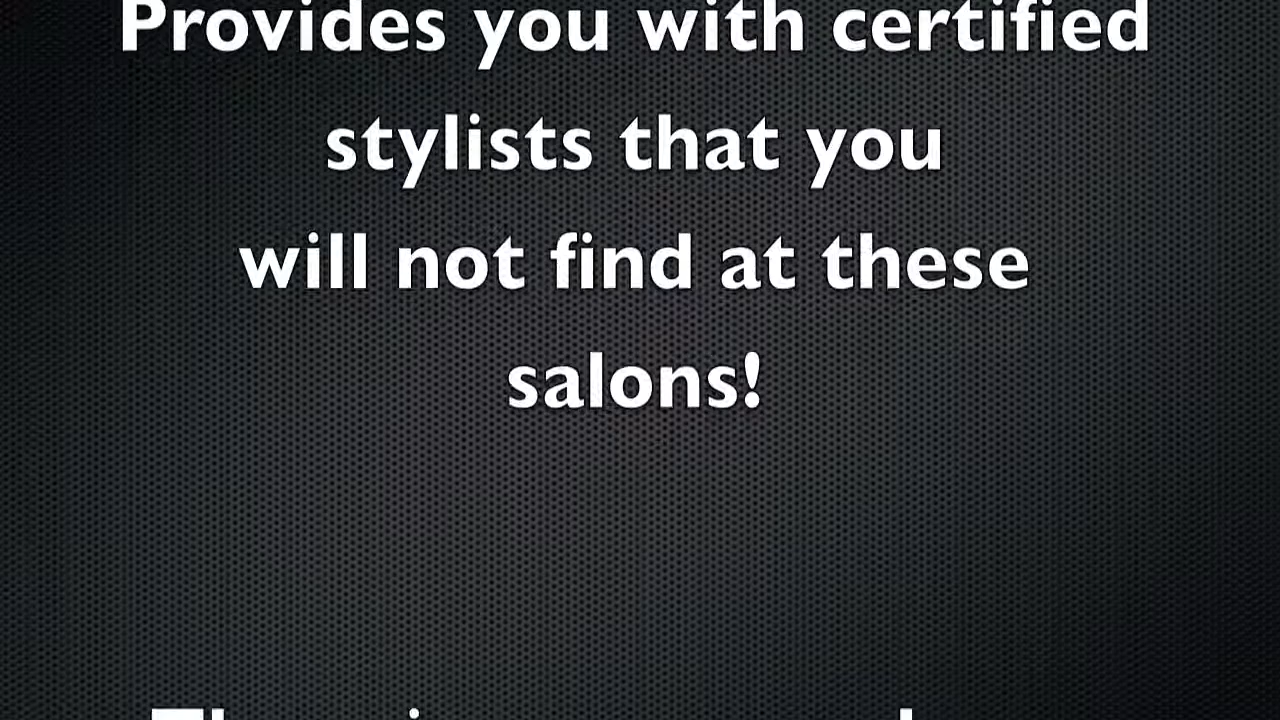 Provides you with certified
stylists that you
will not find at these
salons!